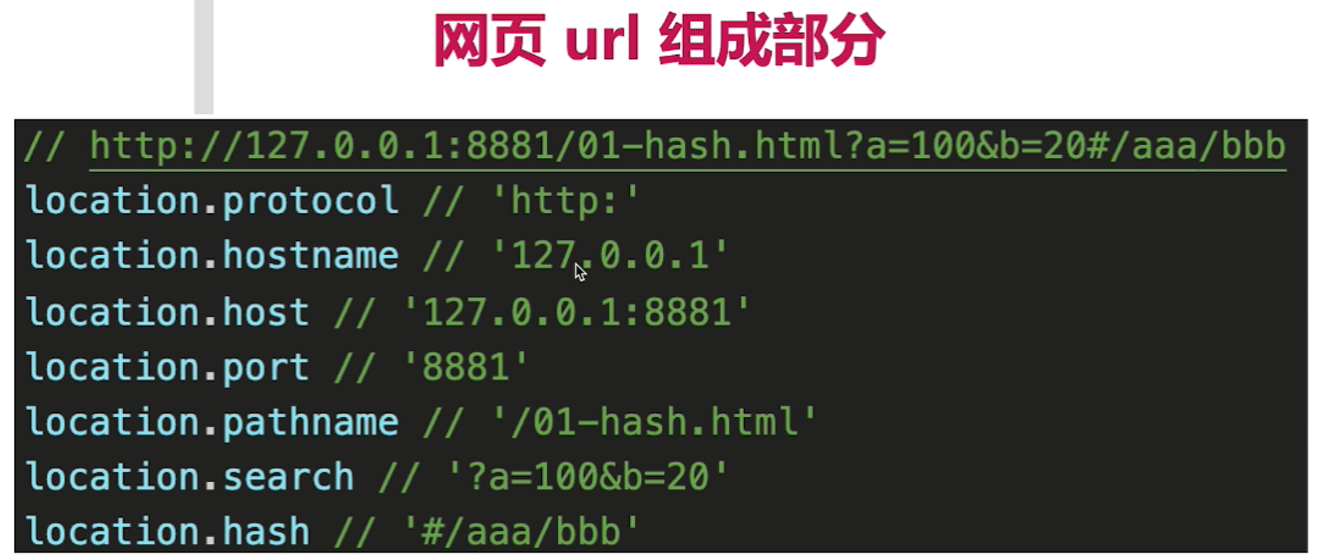 网页 url 组成部分
// http://127.0.0.1:8881/01-hash.html?a=100&b=20#/aaa/bbb
location.protocol // 'http:'
location.hostname // '127.0.0.1'
location.host // '127.0.0.1:8881'
location.port // '8881'
location.pathname // '/01-hash.html'
location.search // '?a=100&b=20'
location.hash // '#/aaa/bbb'